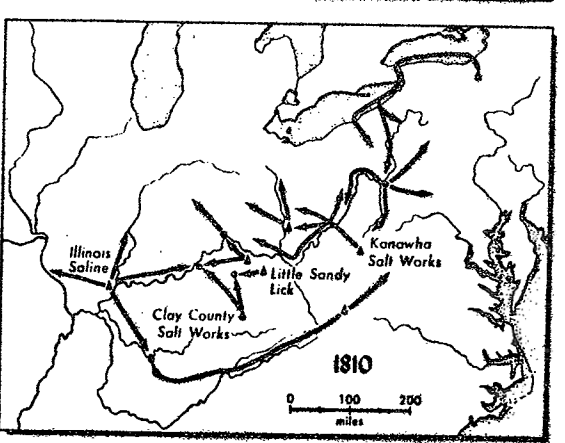 Illinois
Saline
Kanawha
Salt Works
Little Sandy
Lick
Clay County
Salt Works
1810
0 100 200
miles